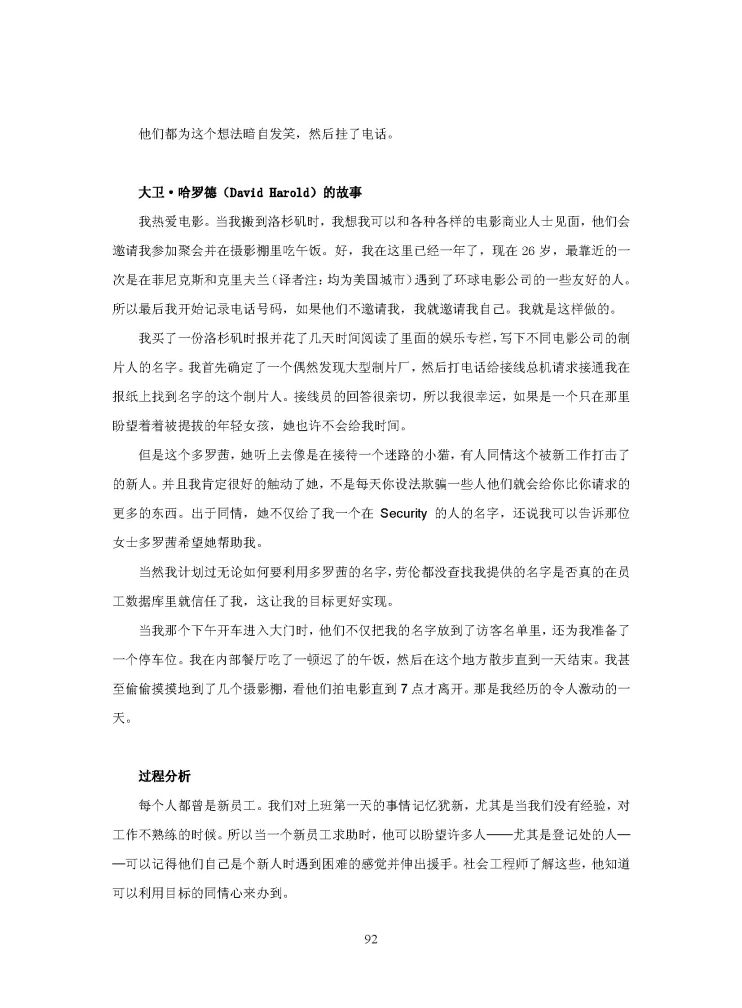 他们都为这个想法暗自发笑，然后挂了电话。
大卫·哈罗德（David Harold）的故事
我热爱电影。当我搬到洛杉矶时，我想我可以和各种各样的电影商业人士见面，他们会
邀请我参加聚会并在摄影棚里吃午饭。好，我在这里已经一年了，现在 26 岁，最靠近的一
次是在菲尼克斯和克里夫兰（译者注：均为美国城市）遇到了环球电影公司的一些友好的人。
所以最后我开始记录电话号码，如果他们不邀请我，我就邀请我自己。我就是这样做的。
我买了一份洛杉矶时报并花了几天时间阅读了里面的娱乐专栏，写下不同电影公司的制
片人的名字。我首先确定了一个偶然发现大型制片厂，然后打电话给接线总机请求接通我在
报纸上找到名字的这个制片人。接线员的回答很亲切，所以我很幸运，如果是一个只在那里
盼望着着被提拔的年轻女孩，她也许不会给我时间。
但是这个多罗茜，她听上去像是在接待一个迷路的小猫，有人同情这个被新工作打击了
的新人。并且我肯定很好的触动了她，不是每天你设法欺骗一些人他们就会给你比你请求的
更多的东西。出于同情，她不仅给了我一个在 Security 的人的名字，还说我可以告诉那位
女士多罗茜希望她帮助我。
当然我计划过无论如何要利用多罗茜的名字，劳伦都没查找我提供的名字是否真的在员
工数据库里就信任了我，这让我的目标更好实现。
当我那个下午开车进入大门时，他们不仅把我的名字放到了访客名单里，还为我准备了
一个停车位。我在内部餐厅吃了一顿迟了的午饭，然后在这个地方散步直到一天结束。我甚
至偷偷摸摸地到了几个摄影棚，看他们拍电影直到 7 点才离开。那是我经历的令人激动的一
天。
过程分析
每个人都曾是新员工。我们对上班第一天的事情记忆犹新，尤其是当我们没有经验，对
工作不熟练的时候。所以当一个新员工求助时，他可以盼望许多人——尤其是登记处的人—
—可以记得他们自己是个新人时遇到困难的感觉并伸出援手。社会工程师了解这些，他知道
可以利用目标的同情心来办到。
92